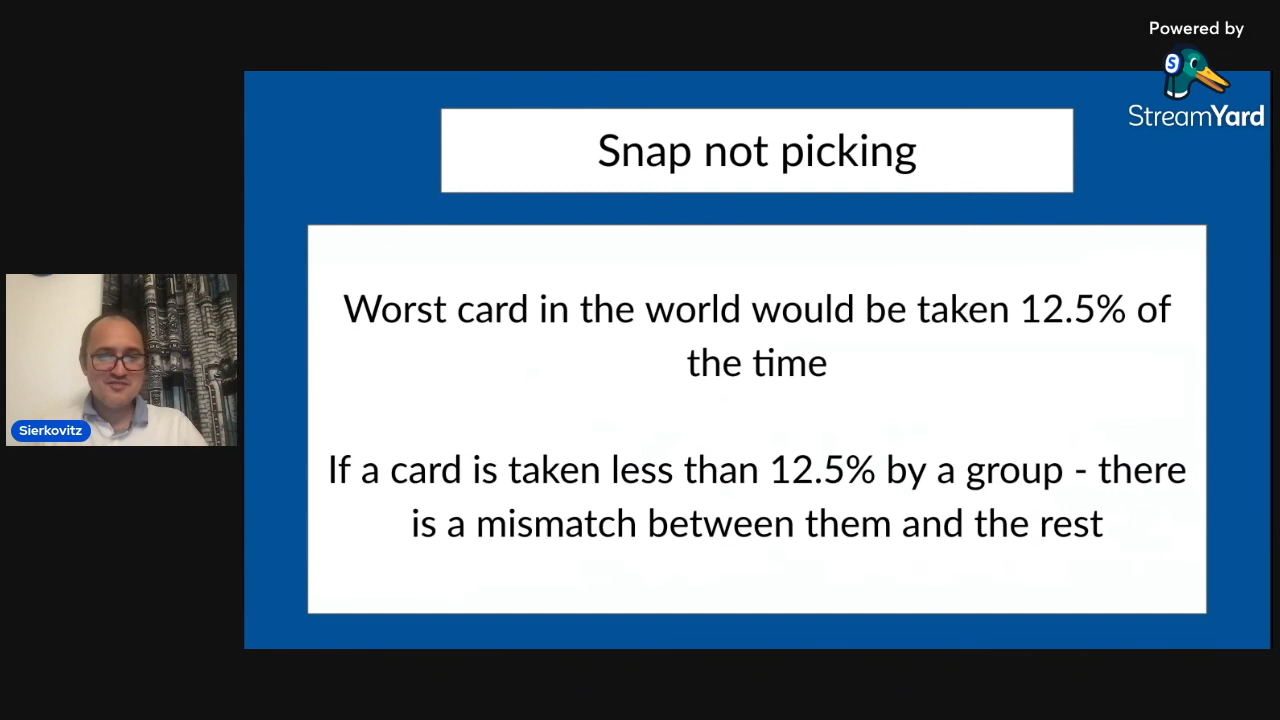 Powered by
StreamYard
Snap not picking
Worst card in the world would be taken 12.5% of
the time
If a card is taken less than 12.5% by a group - there
is a mismatch between them and the rest
Sierkovitz